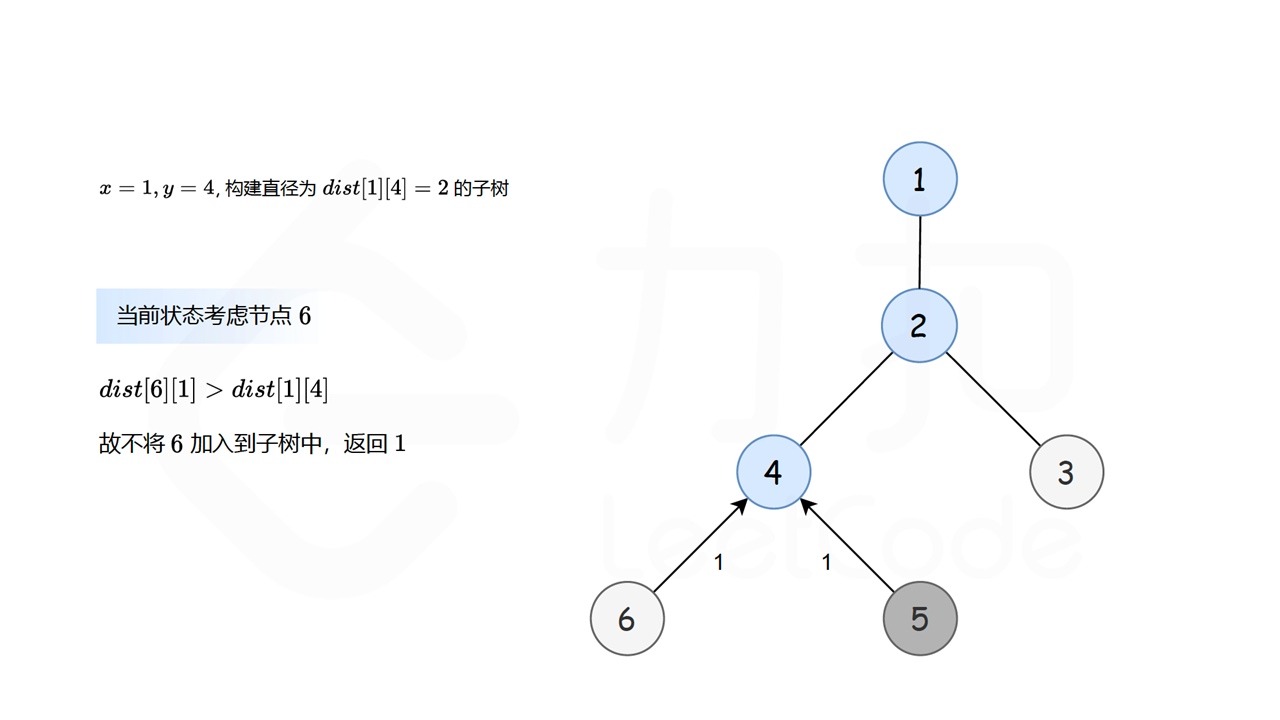 x = 1, y = 4, 构建直径为 dist[1][4] = 2 的子树
当前状态考虑节点 6
dist[6][1] > dist[1][4]
故不将 6 加入到子树中，返回 1
1
2
4
3
1
1
6
5
力扣
LeetCode